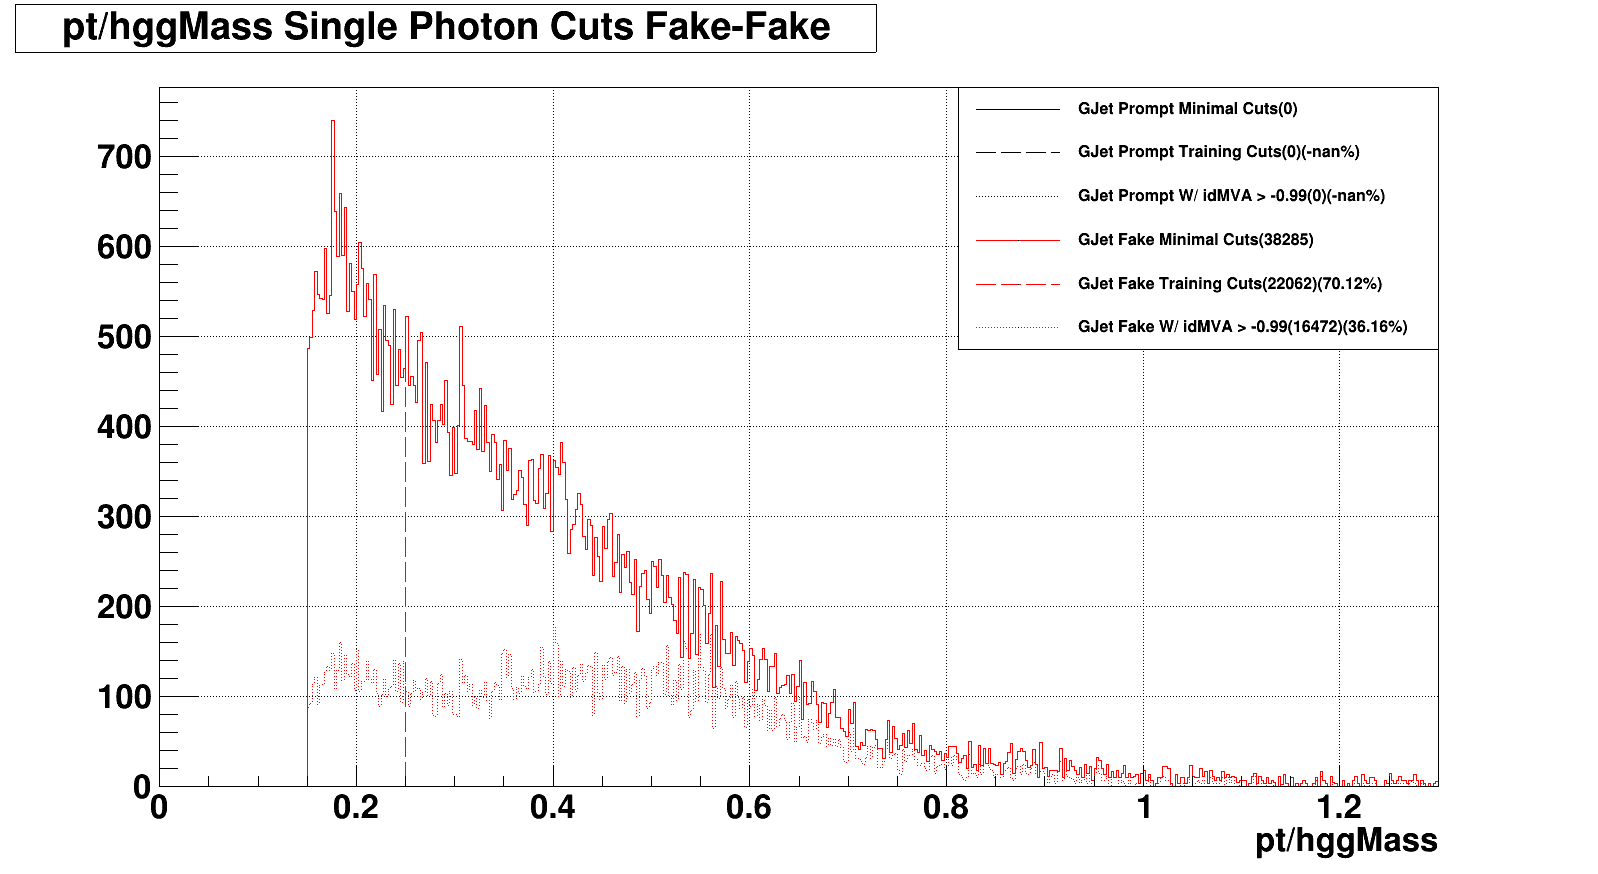 pt/hggMass Single Photon Cuts Fake-Fake
GJet Prompt Minimal Cuts(0)
GJet Prompt Training Cuts(0)(-nan%)
GJet Prompt W/ idMVA > -0.99(0)(-nan%)
GJet Fake Minimal Cuts(38285)
GJet Fake Training Cuts(22062)(70.12%)
GJet Fake W/ idMVA > -0.99(16472)(36.16%)
700
600
500
400
300
200
100
0
0 0.2 0.4 0.6 0.8 1 1.2
pt/hggMass